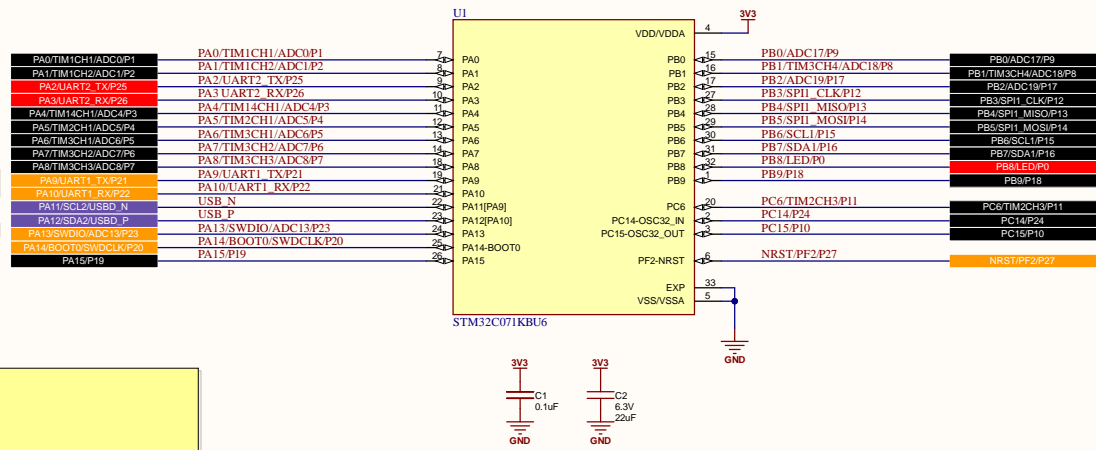 U1
3V3
VDD/VDDA 4
PA0/TIM1CH1/ADC0/P1 PA0/TIM1CH1/ADC0/P1 7 PA0 PB0 15 PB0/ADC17/P9 PB0/ADC17/P9
PA1/TIM1CH2/ADC1/P2 PA1/TIM1CH2/ADC1/P2 8 PA1 PB1 16 PB1/TIM3CH4/ADC18/P8 PB1/TIM3CH4/ADC18/P8
PA2/UART2_TX/P25 PA2/UART2_TX/P25 9 PA2 PB2 17 PB2/ADC19/P17 PB2/ADC19/P17
PA3/UART2_RX/P26 PA3 UART2_RX/P26 10 PA3 PB3 27 PB3/SPI1_CLK/P12 PB3/SPI1_CLK/P12
PA4/TIM14CH1/ADC4/P3 PA4/TIM14CH1/ADC4/P3 11 PA4 PB4 28 PB4/SPI1_MISO/P13 PB4/SPI1_MISO/P13
PA5/TIM2CH1/ADC5/P4 PA5/TIM2CH1/ADC5/P4 12 PA5 PB5 29 PB5/SPI1_MOSI/P14 PB5/SPI1_MOSI/P14
PA6/TIM3CH1/ADC6/P5 PA6/TIM3CH1/ADC6/P5 13 PA6 PB6 30 PB6/SCL1/P15 PB6/SCL1/P15
PA7/TIM3CH2/ADC7/P6 PA7/TIM3CH2/ADC7/P6 14 PA7 PB7 31 PB7/SDA1/P16 PB7/SDA1/P16
PA8/TIM3CH3/ADC8/P7 PA8/TIM3CH3/ADC8/P7 18 PA8 PB8 32 PB8/LED/P0 PB8/LED/P0
PA9/UART1_TX/P21 PA9/UART1_TX/P21 19 PA9 PB9 1 PB9/P18 PB9/P18
PA10/UART1_RX/P22 PA10/UART1_RX/P22 21 PA10
PA11/SCL2/USBD_N USB_N 22 PA11[PA9] PC6 20 PC6/TIM2CH3/P11 PC6/TIM2CH3/P11
PA12/SDA2/USBD_P USB_P 23 PA12[PA10] PC14-OSC32_IN 2 PC14/P24 PC14/P24
PA13/SWDIO/ADC13/P23 PA13/SWDIO/ADC13/P23 24 PA13 PC15-OSC32_OUT 3 PC15/P10 PC15/P10
PA14/BOOT0/SWDCLK/P20 PA14/BOOT0/SWDCLK/P20 25 PA14-BOOT0
PA15/P19 PA15/P19 26 PA15 PF2-NRST 6 NRST/PF2/P27 NRST/PF2/P27
EXP 33
VSS/VSSA 5
STM32C071KBU6
GND
3V3 3V3
C1 C2
0.1uF 6.3V
22uF
GND GND